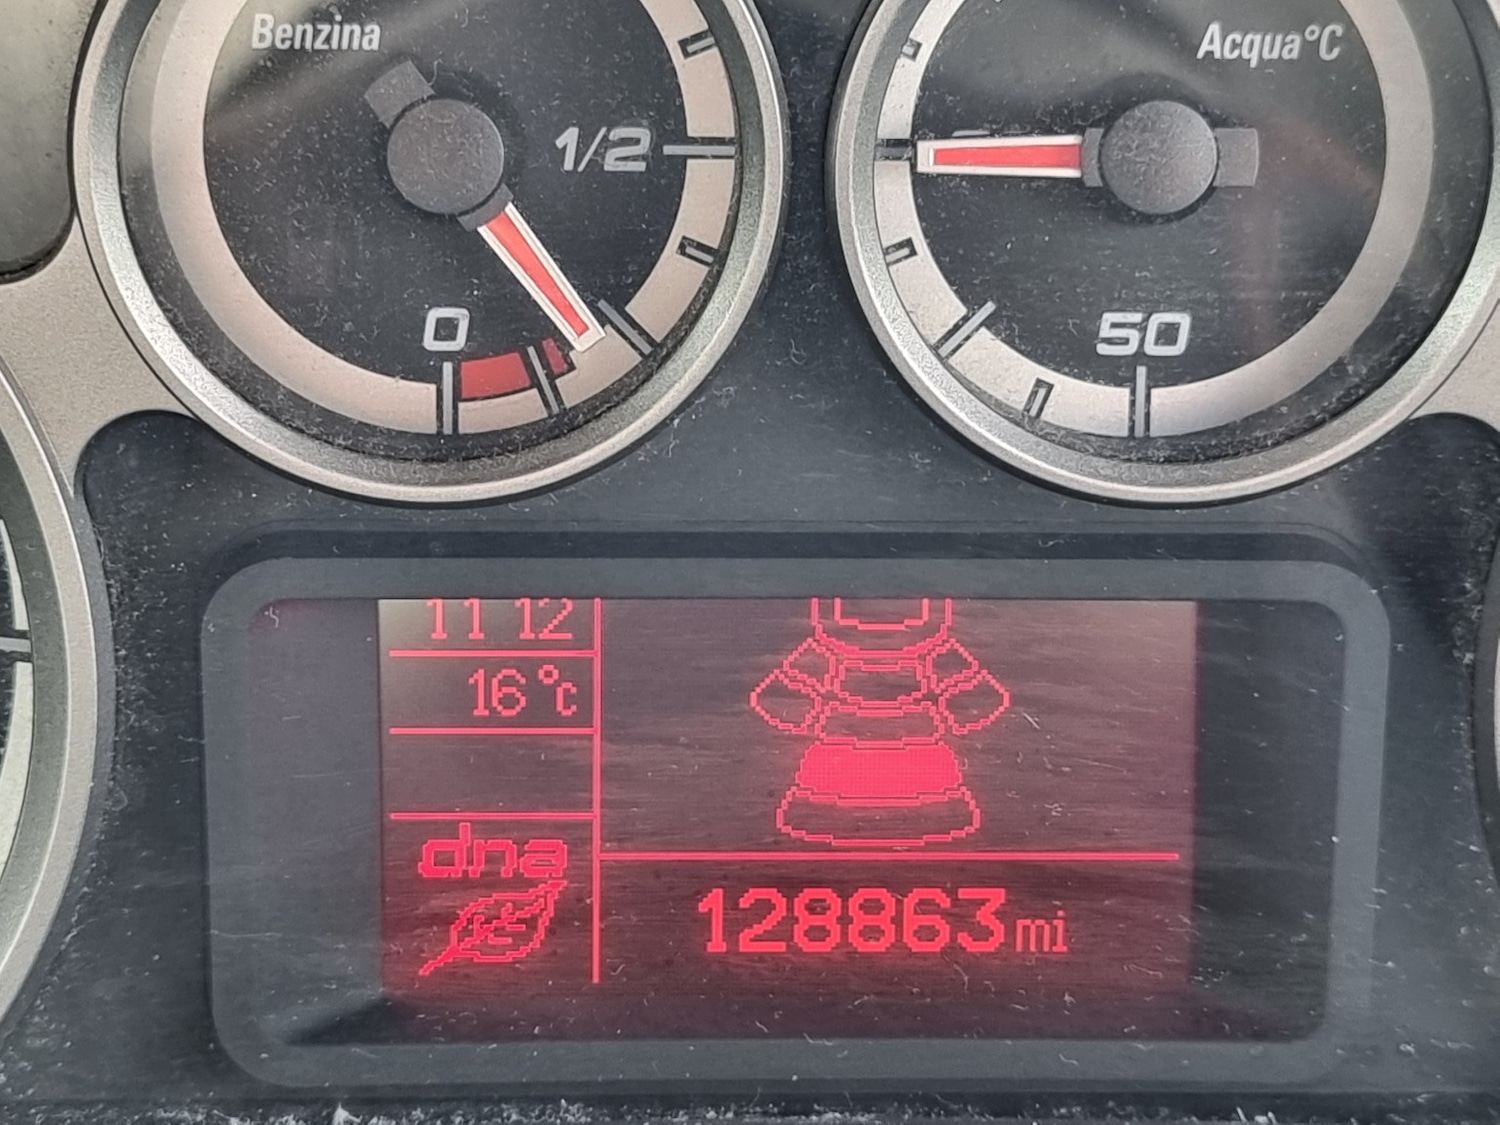 Benzina
Acqua°C
1/2
0
50
11 12
16°c
dna
128863mi